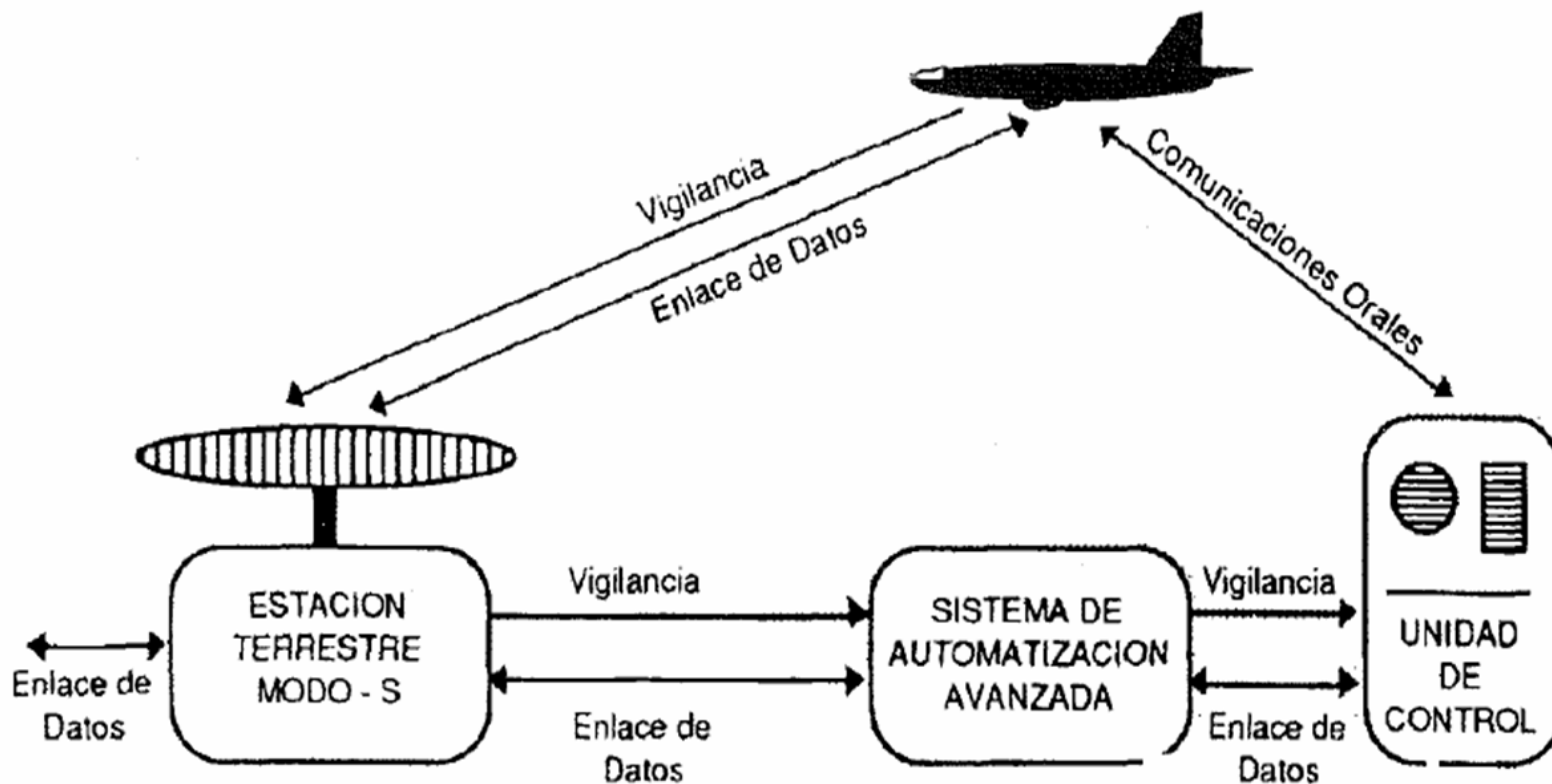 Vigilancia
Enlace de Datos
Comunicaciones Orales
ESTACION
TERRESTRE
MODO - S
Enlace de
Datos
Vigilancia
Enlace de
Datos
SISTEMA DE
AUTOMATIZACION
AVANZADA
Vigilancia
Enlace de
Datos
UNIDAD
DE
CONTROL